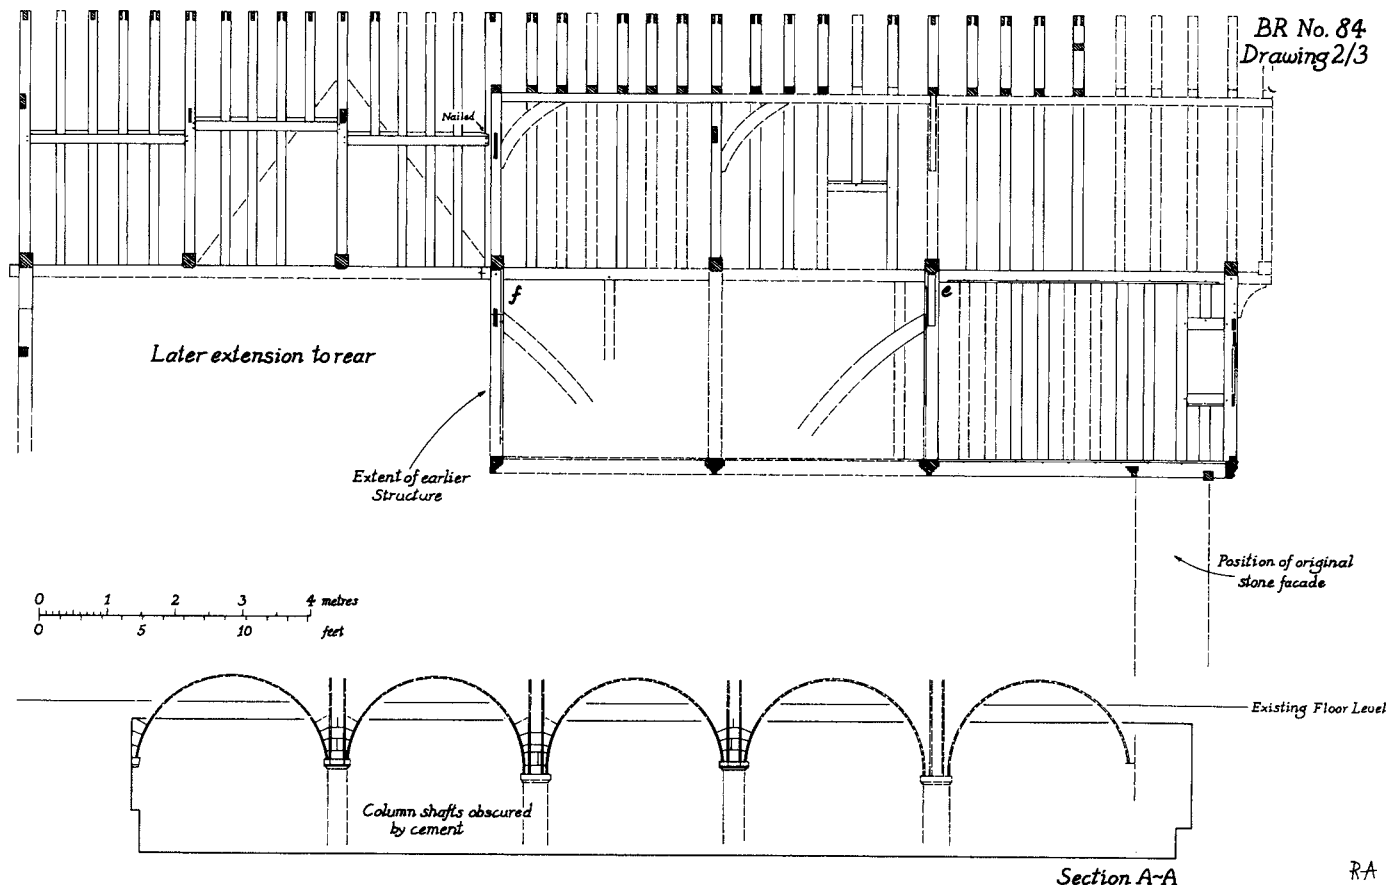 BR No. 84
Drawing 2/3
Nailed
f
e
Later extension to rear
Extent of earlier
Structure
Position of original
stone facade
0 1 2 3 4 metres
0 5 10 feet
Existing Floor Level
Column shafts obscured
by cement
Section A~A
RA